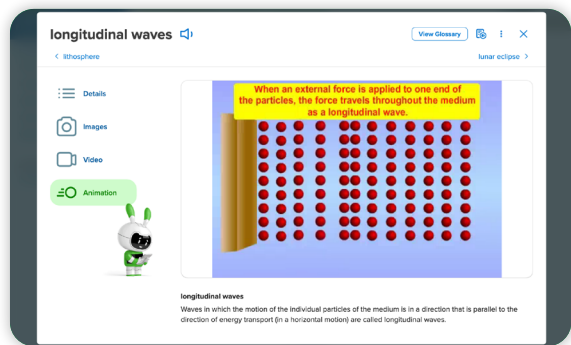 longitudinal waves
View Glossary
< lithosphere
lunar eclipse >
Details
Images
Video
Animation
When an external force is applied to one end of
the particles, the force travels throughout the medium
as a longitudinal wave.
longitudinal waves
Waves in which the motion of the individual particles of the medium is in a direction that is parallel to the
direction of energy transport (in a horizontal motion) are called longitudinal waves.